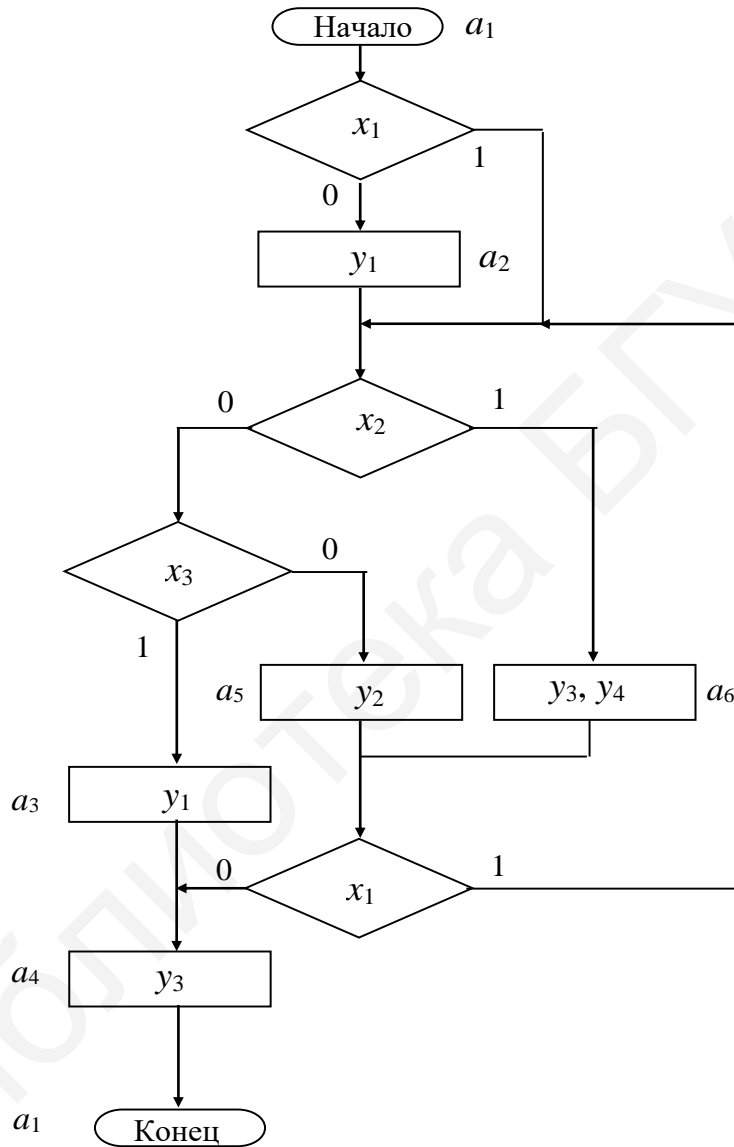 Начало a₁
x₁
1
0
y₁ a₂
0 1
x₂
0
x₃
1
a₅ y₂ y₃, y₄ a₆
a₃ y₁
0 1
x₁
a₄ y₃
a₁ Конец